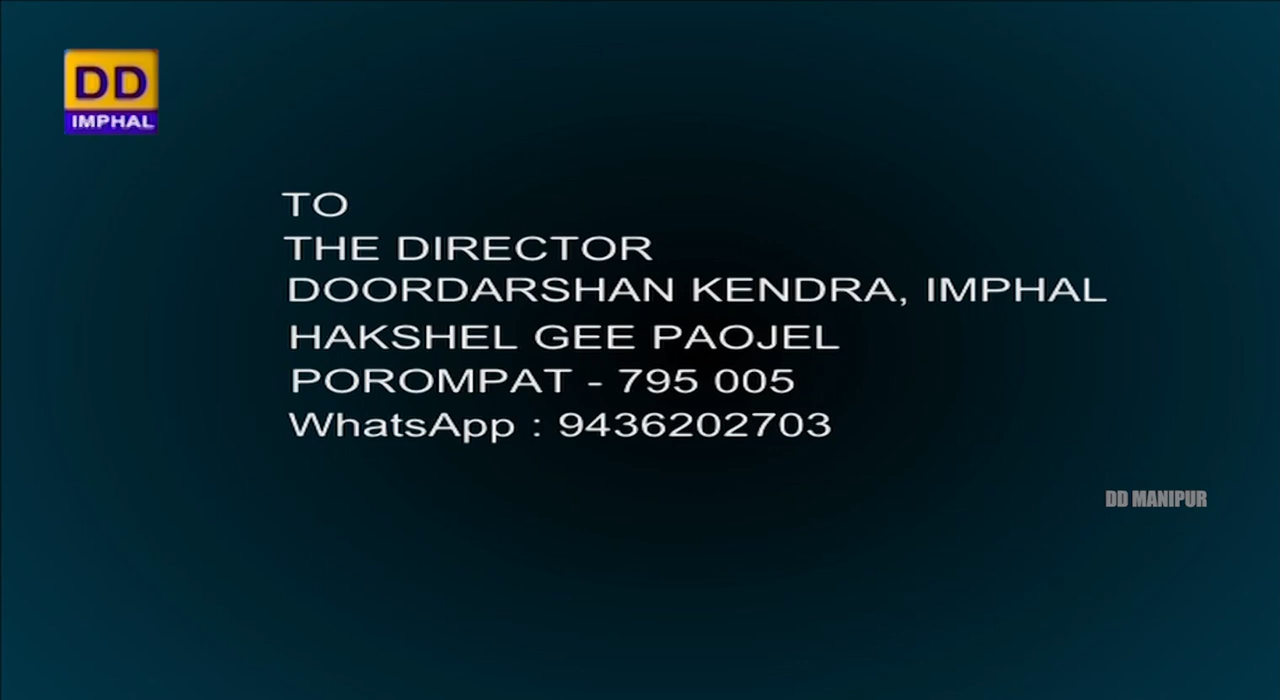 DD
IMPHAL
TO
THE DIRECTOR
DOORDARSHAN KENDRA, IMPHAL
HAKSHEL GEE PAOJEL
POROMPAT - 795 005
WhatsApp : 9436202703
DD MANIPUR